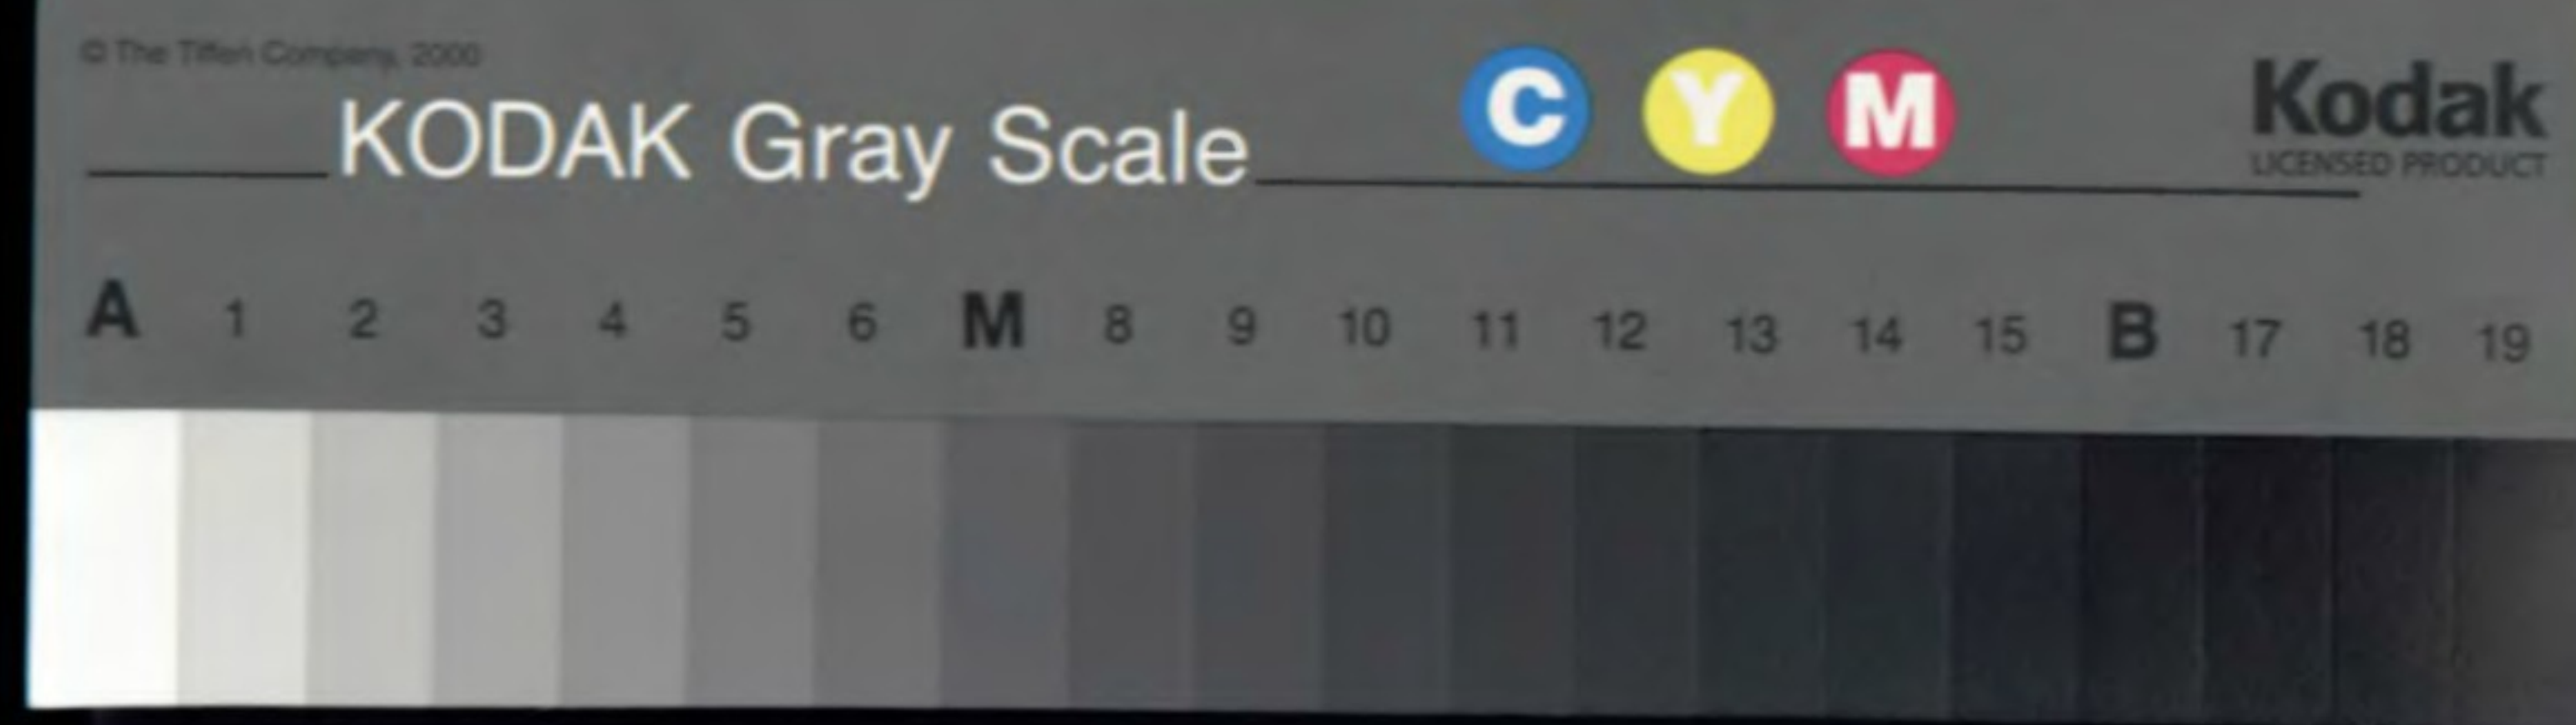 © The Tiffen Company, 2000
KODAK Gray Scale
C Y M
Kodak
LICENSED PRODUCT
A 1 2 3 4 5 6 M 8 9 10 11 12 13 14 15 B 17 18 19